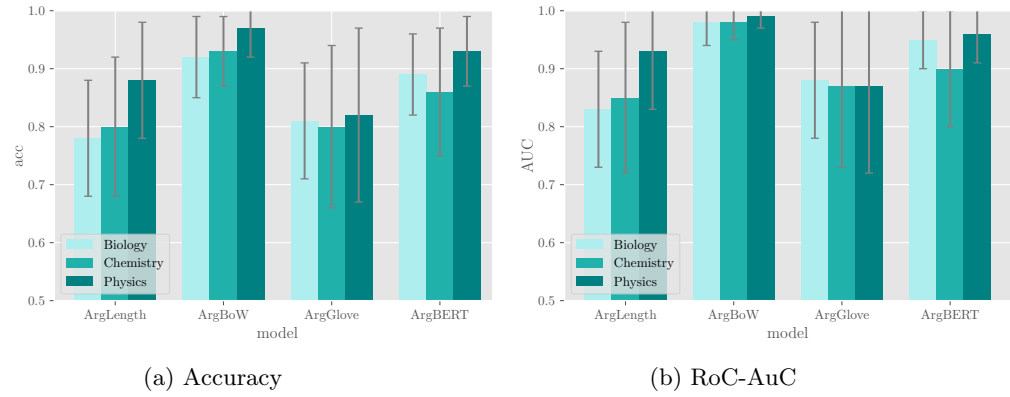 1.0
0.9
0.8
0.7
0.6
0.5
acc
Biology
Chemistry
Physics
ArgLength ArgBoW ArgGlove ArgBERT
model
(a) Accuracy
1.0
0.9
0.8
0.7
0.6
0.5
AUC
Biology
Chemistry
Physics
ArgLength ArgBoW ArgGlove ArgBERT
model
(b) RoC-AuC